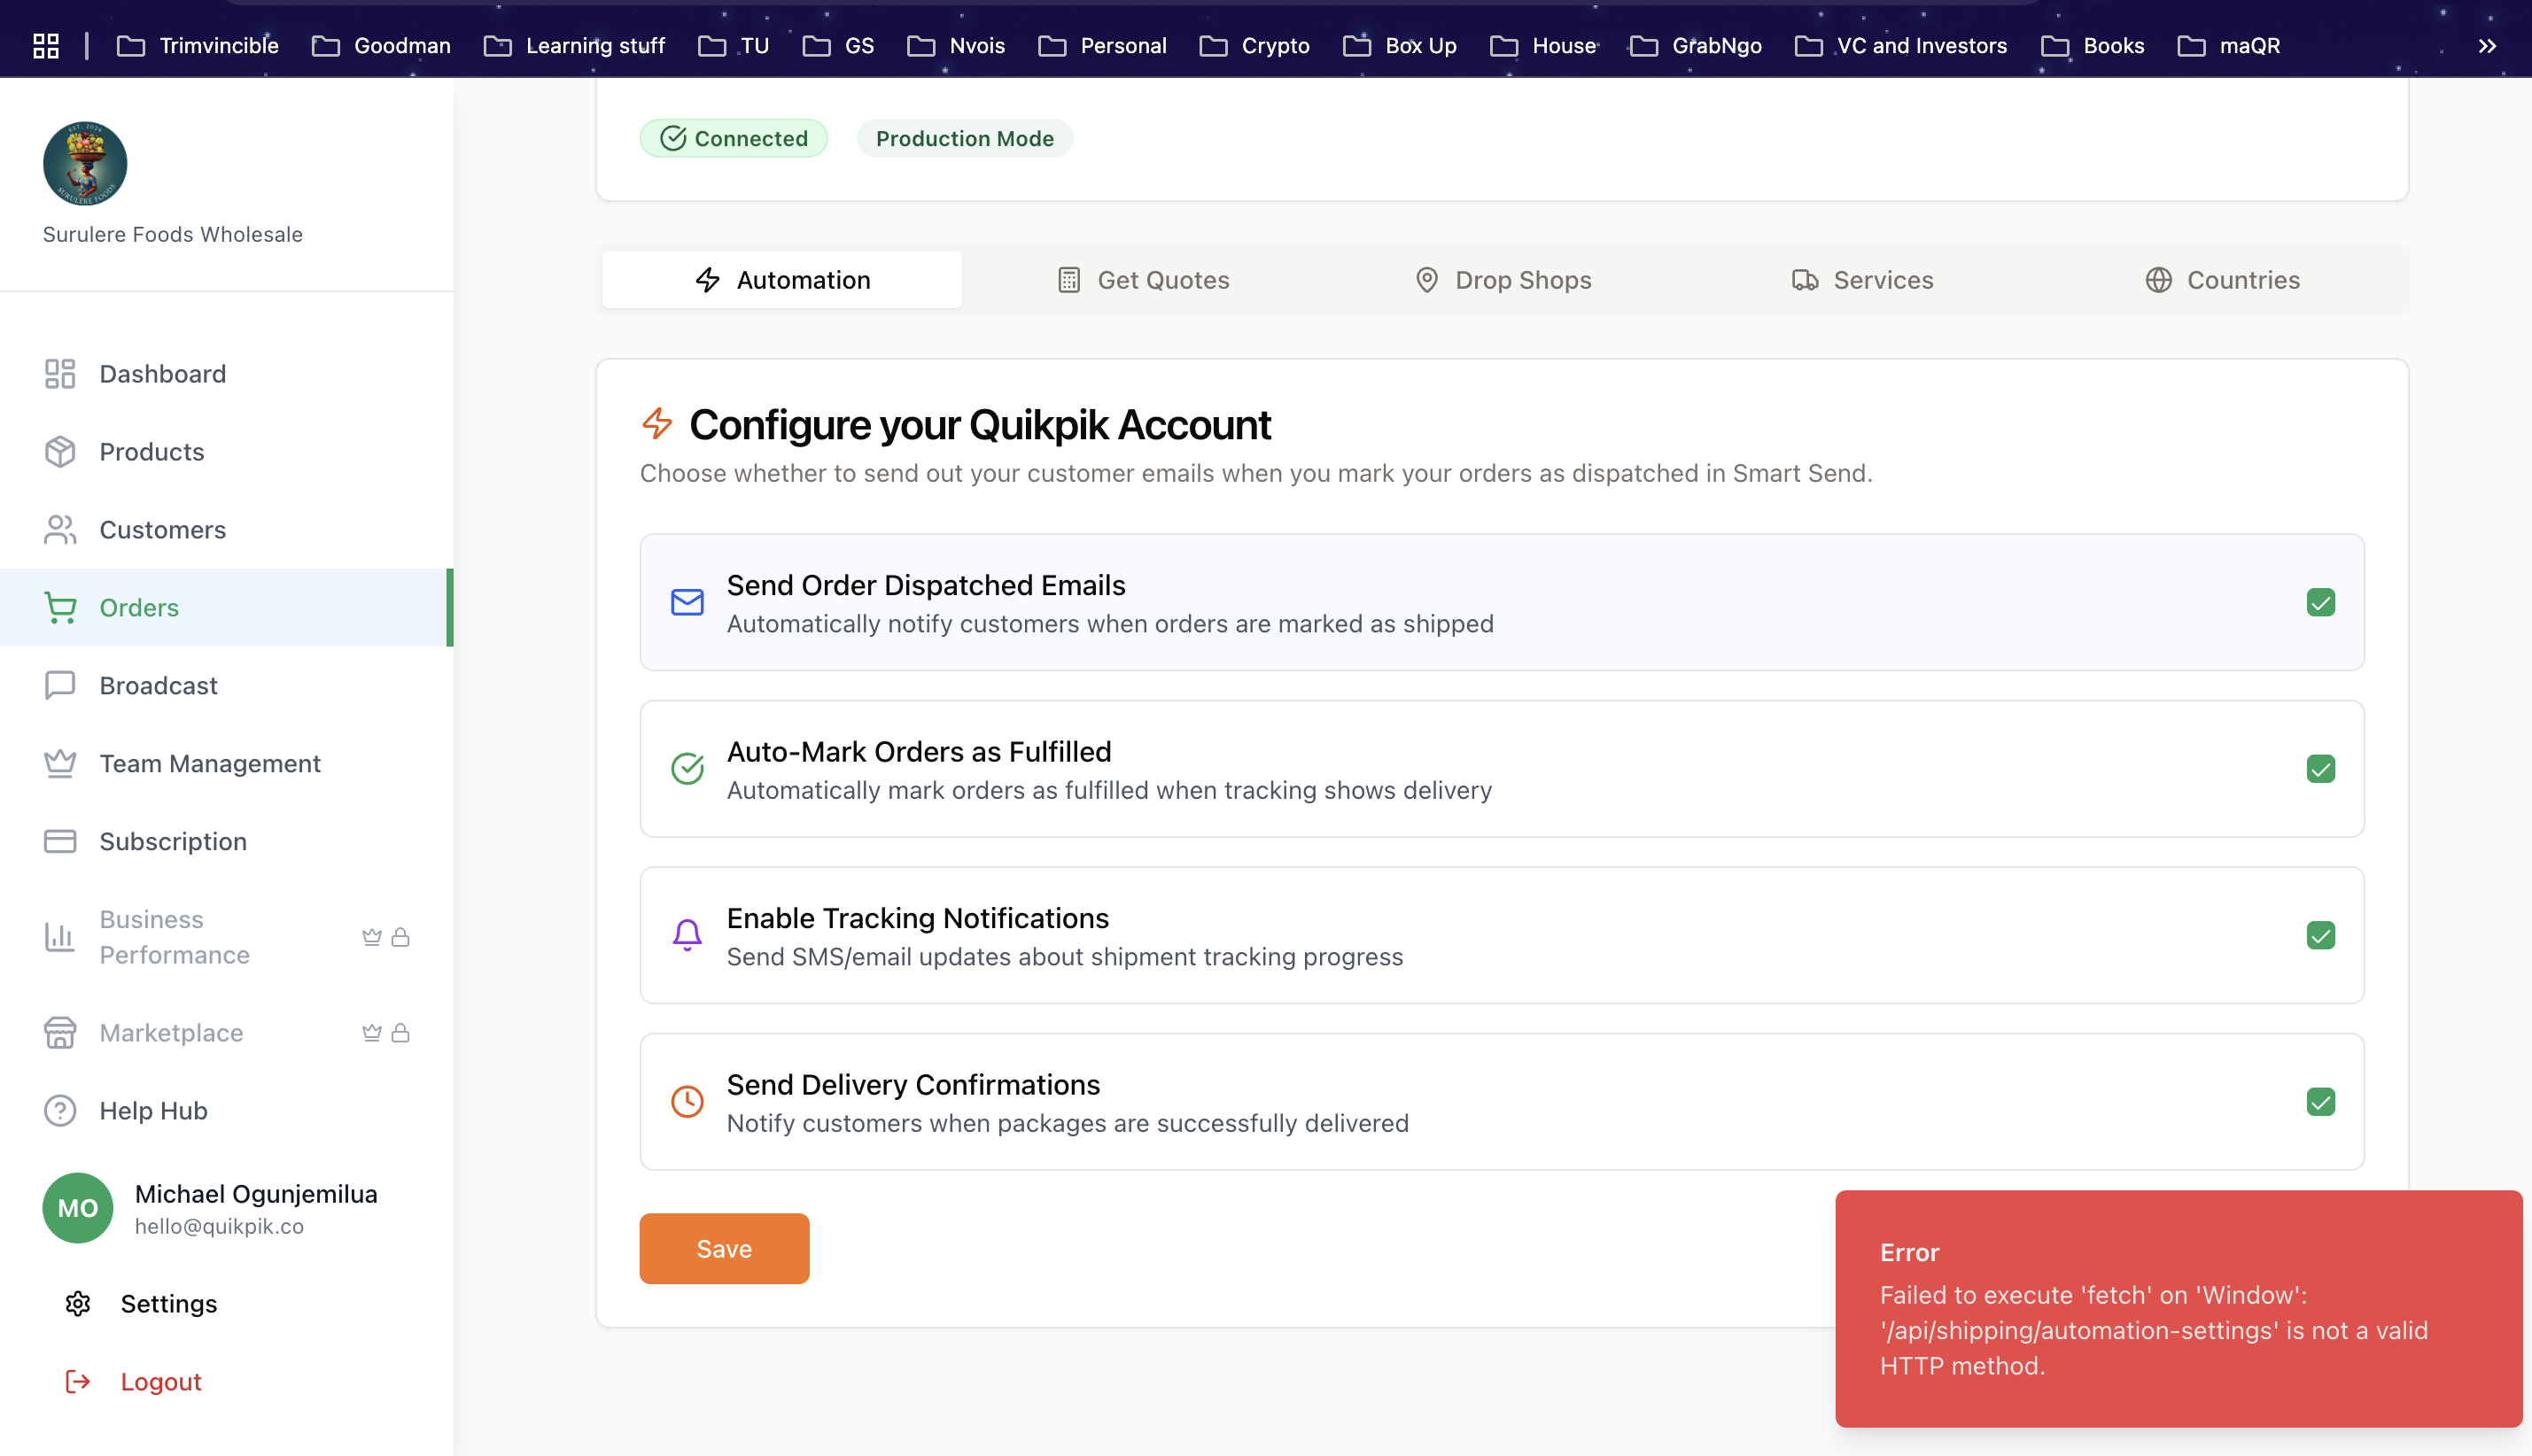 Trimvincible
Goodman
Learning stuff
TU
GS
Nvois
Personal
Crypto
Box Up
House
GrabNgo
VC and Investors
Books
maQR
EST. 2024
SURULERE FOODS
Surulere Foods Wholesale
Dashboard
Products
Customers
Orders
Broadcast
Team Management
Subscription
Business
Performance
Marketplace
Help Hub
MO
Michael Ogunjemilua
hello@quikpik.co
Settings
Logout
Connected
Production Mode
Automation
Get Quotes
Drop Shops
Services
Countries
Configure your Quikpik Account
Choose whether to send out your customer emails when you mark your orders as dispatched in Smart Send.
Send Order Dispatched Emails
Automatically notify customers when orders are marked as shipped
Auto-Mark Orders as Fulfilled
Automatically mark orders as fulfilled when tracking shows delivery
Enable Tracking Notifications
Send SMS/email updates about shipment tracking progress
Send Delivery Confirmations
Notify customers when packages are successfully delivered
Save
Error
Failed to execute 'fetch' on 'Window':
'/api/shipping/automation-settings' is not a valid
HTTP method.